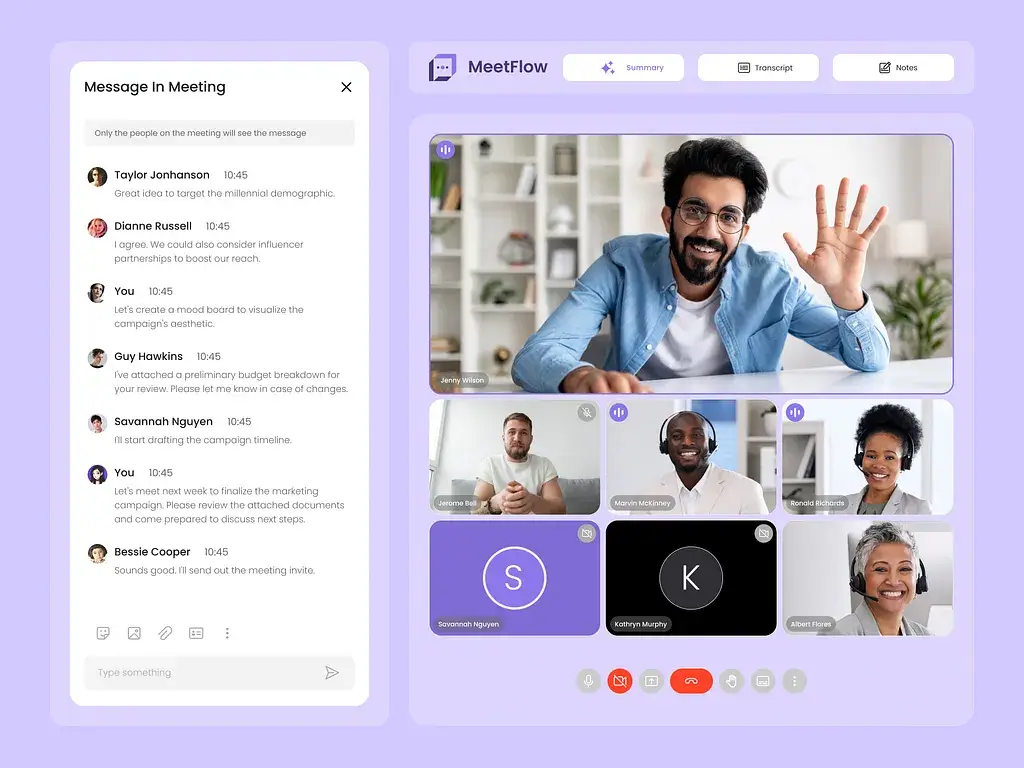 Message In Meeting
Only the people on the meeting will see the message
Taylor Jonhanson 10:45
Great idea to target the millennial demographic.
Dianne Russell 10:45
I agree. We could also consider influencer
partnerships to boost our reach.
You 10:45
Let's create a mood board to visualize the
campaign's aesthetic.
Guy Hawkins 10:45
I've attached a preliminary budget breakdown for
your review. Please let me know in case of changes.
Savannah Nguyen 10:45
I'll start drafting the campaign timeline.
You 10:45
Let's meet next week to finalize the marketing
campaign. Please review the attached documents
and come prepared to discuss next steps.
Bessie Cooper 10:45
Sounds good. I'll send out the meeting invite.
Type something
MeetFlow
Summary
Transcript
Notes
Jenny Wilson
Jerome Bell
Marvin McKinney
Ronald Richards
S
Savannah Nguyen
K
Kathryn Murphy
Albert Flores